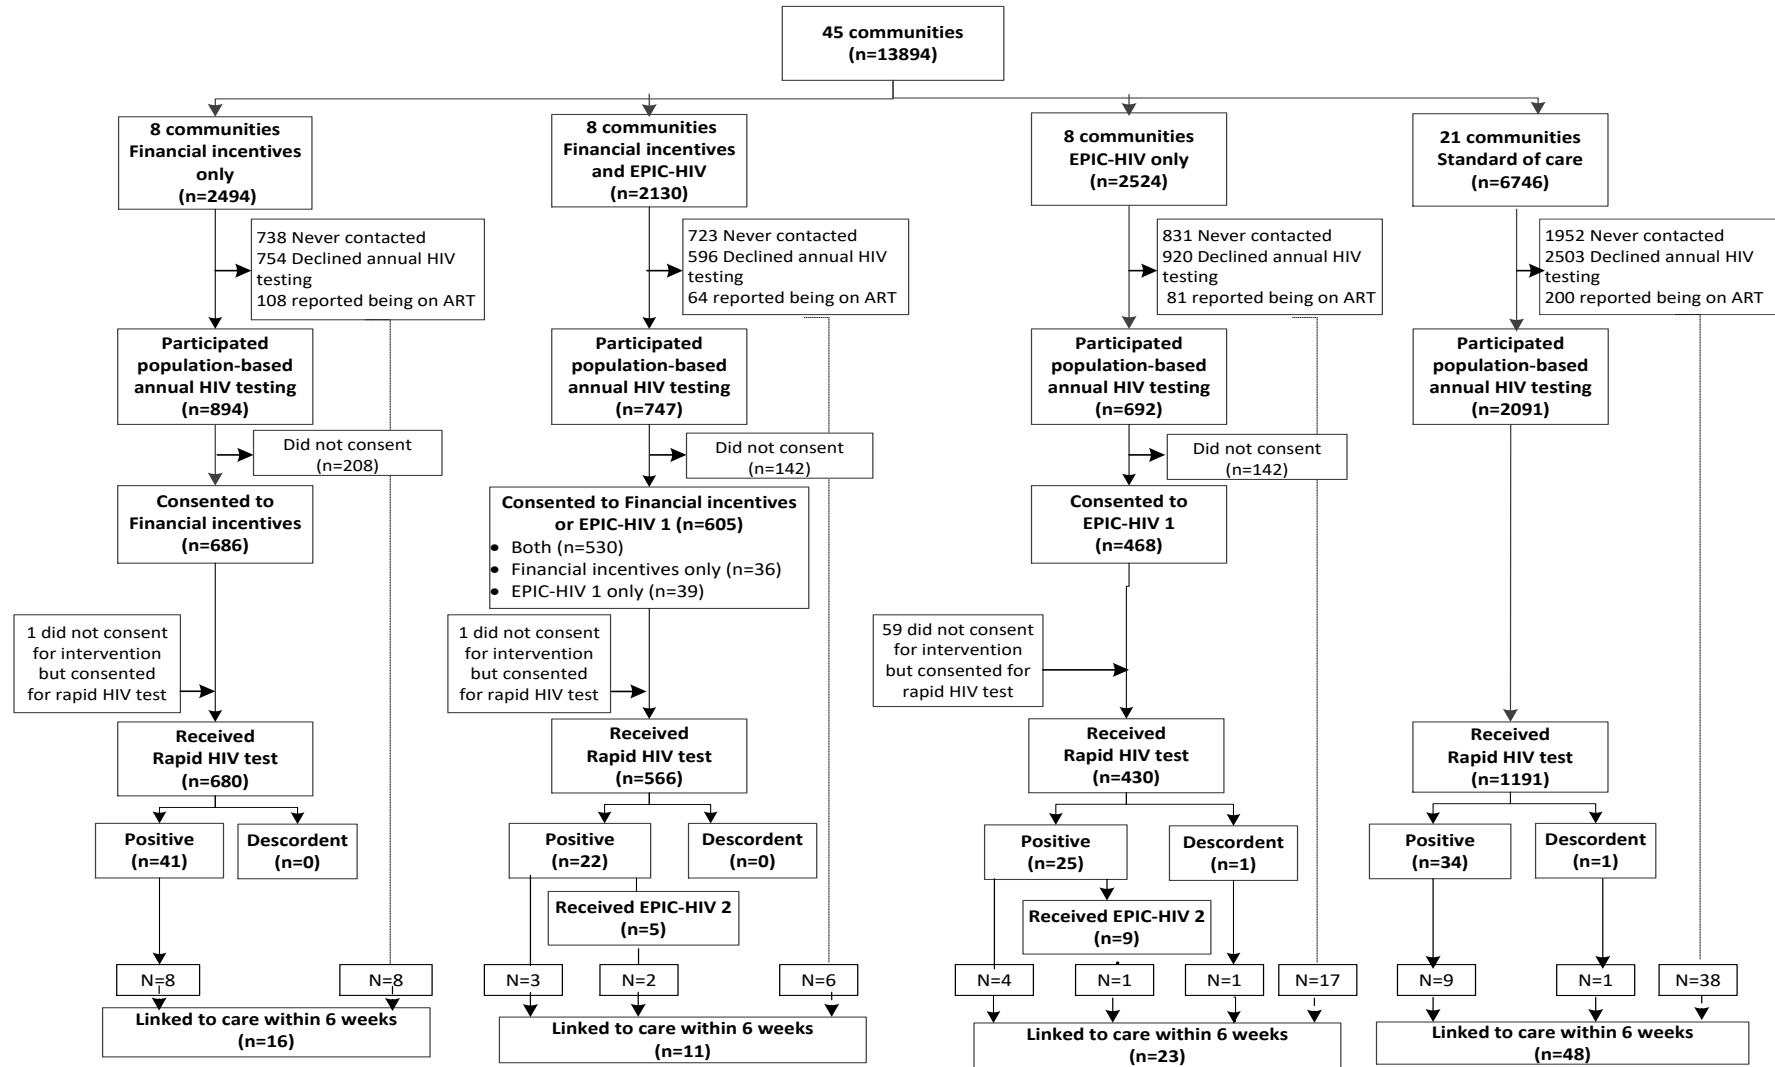 45 communities
(n=13894)
8 communities
Financial incentives
only
(n=2494)
8 communities
Financial incentives
and EPIC-HIV
(n=2130)
8 communities
EPIC-HIV only
(n=2524)
21 communities
Standard of care
(n=6746)
738 Never contacted
754 Declined annual HIV
testing
108 reported being on ART
723 Never contacted
596 Declined annual HIV
testing
64 reported being on ART
831 Never contacted
920 Declined annual HIV
testing
81 reported being on ART
1952 Never contacted
2503 Declined annual HIV
testing
200 reported being on ART
Participated
population-based
annual HIV testing
(n=894)
Participated
population-based
annual HIV testing
(n=747)
Participated
population-based
annual HIV testing
(n=692)
Participated
population-based
annual HIV testing
(n=2091)
Did not consent
(n=208)
Did not consent
(n=142)
Did not consent
(n=142)
Consented to
Financial incentives
(n=686)
Consented to Financial incentives
or EPIC-HIV 1 (n=605)
• Both (n=530)
• Financial incentives only (n=36)
• EPIC-HIV 1 only (n=39)
Consented to
EPIC-HIV 1
(n=468)
1 did not consent
for intervention
but consented
for rapid HIV test
1 did not consent
for intervention
but consented
for rapid HIV test
59 did not consent
for intervention
but consented for
rapid HIV test
Received
Rapid HIV test
(n=680)
Received
Rapid HIV test
(n=566)
Received
Rapid HIV test
(n=430)
Received
Rapid HIV test
(n=1191)
Positive
(n=41)
Descordent
(n=0)
Positive
(n=22)
Descordent
(n=0)
Positive
(n=25)
Descordent
(n=1)
Positive
(n=34)
Descordent
(n=1)
Received EPIC-HIV 2
(n=5)
Received EPIC-HIV 2
(n=9)
N=8
N=8
N=3
N=2
N=6
N=4
N=1
N=1
N=17
N=9
N=1
N=38
Linked to care within 6 weeks
(n=16)
Linked to care within 6 weeks
(n=11)
Linked to care within 6 weeks
(n=23)
Linked to care within 6 weeks
(n=48)